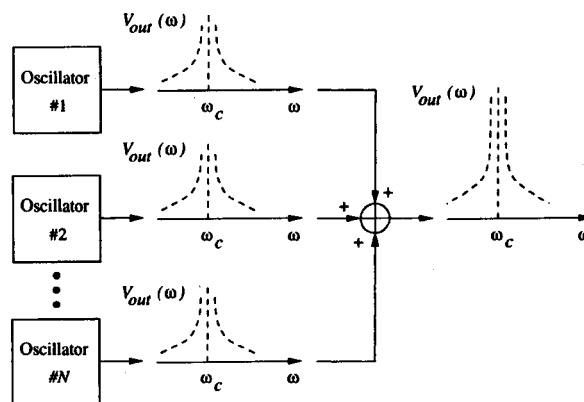 V_out (ω)
Oscillator
#1
ω_c
ω
V_out (ω)
V_out (ω)
+
Oscillator
#2
+
+
ω_c
ω
ω_c
ω
V_out (ω)
Oscillator
#N
ω_c
ω